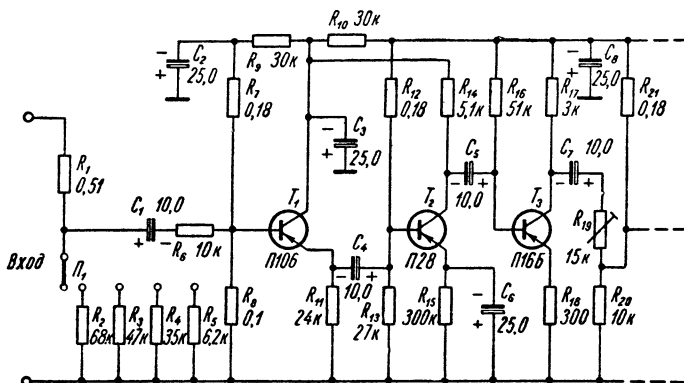 R₁₀ 30к
− C₂
+ 25,0
R₉
30к
R₇
0,18
R₁₂
0,18
R₁₄
5,1к
R₁₆
51к
R₁₇
3к
− C₈
+ 25,0
R₂₁
0,18
− C₃
+ 25,0
R₁
0,51
C₁ 10,0
+ −
R₆ 10к
T₁
П10Б
C₄
− +
10,0
T₂
П28
C₅
− +
10,0
T₃
П16Б
C₇ 10,0
− +
R₁₉
15к
Вход
П₁
R₂
68к
R₃
47к
R₄
35к
R₅
6,2к
R₈
0,1
R₁₁
24к
R₁₃
27к
R₁₅
300к
− C₆
+ 25,0
R₁₈
300
R₂₀
10к